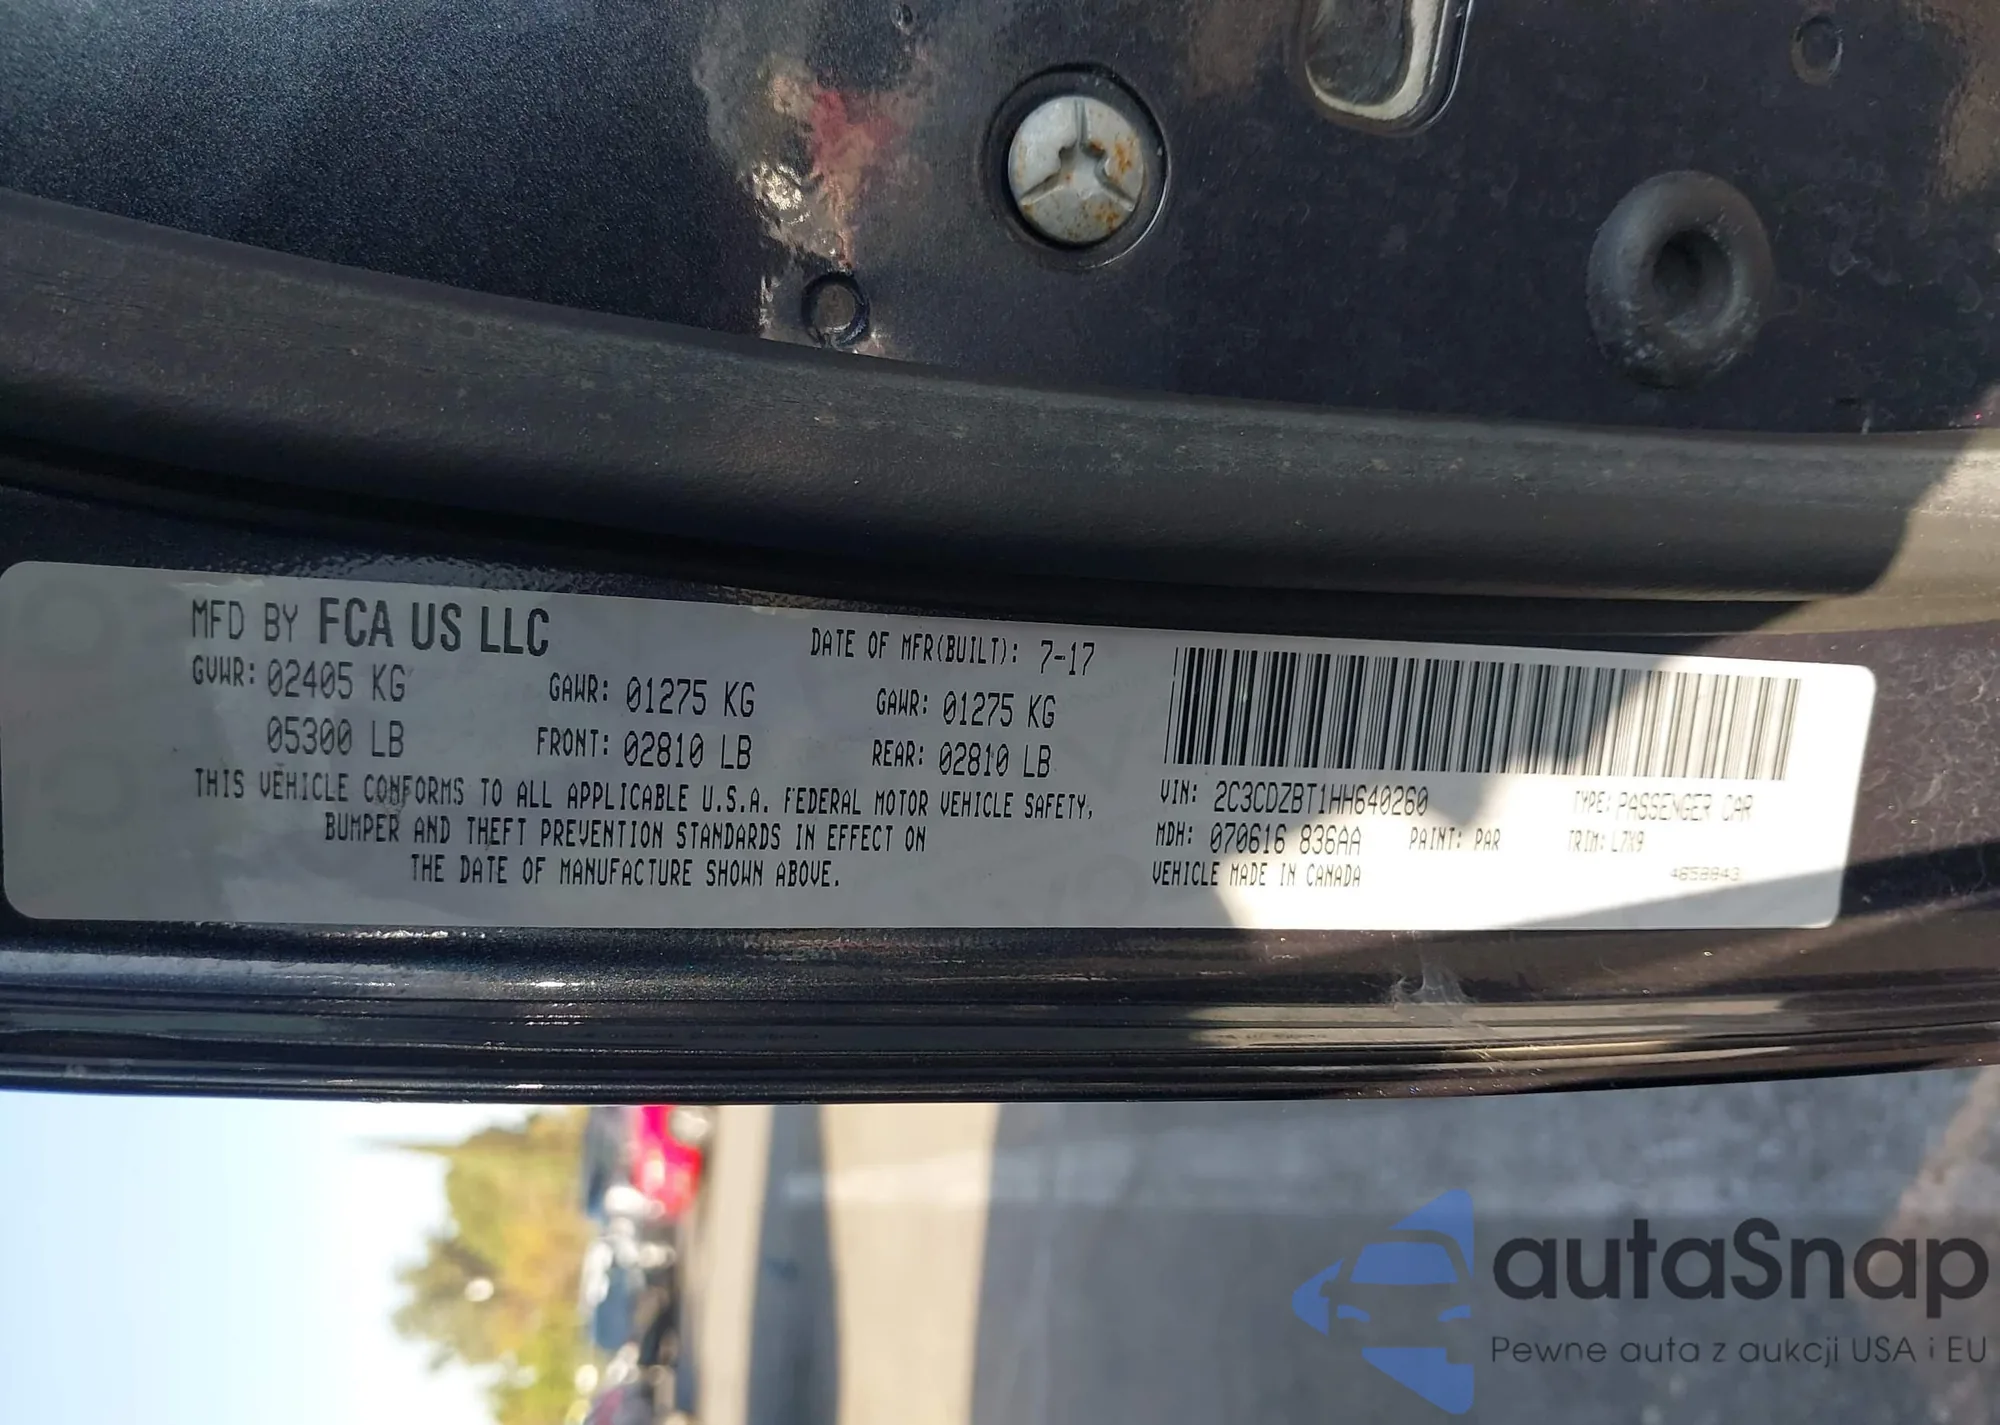 MFD BY FCA US LLC
DATE OF MFR(BUILT): 7-17
GVWR: 02405 KG
GAWR: 01275 KG
GAWR: 01275 KG
05300 LB
FRONT: 02810 LB
REAR: 02810 LB
THIS VEHICLE CONFORMS TO ALL APPLICABLE U.S.A. FEDERAL MOTOR VEHICLE SAFETY,
BUMPER AND THEFT PREVENTION STANDARDS IN EFFECT ON
THE DATE OF MANUFACTURE SHOWN ABOVE.
VIN: 2C3CDZBT1HH640260
TYPE: PASSENGER CAR
MDH: 070616 836AA
PAINT: PAR
TRIM: L7X9
VEHICLE MADE IN CANADA
4658843
autaSnap
Pewne auta z aukcji USA i EU